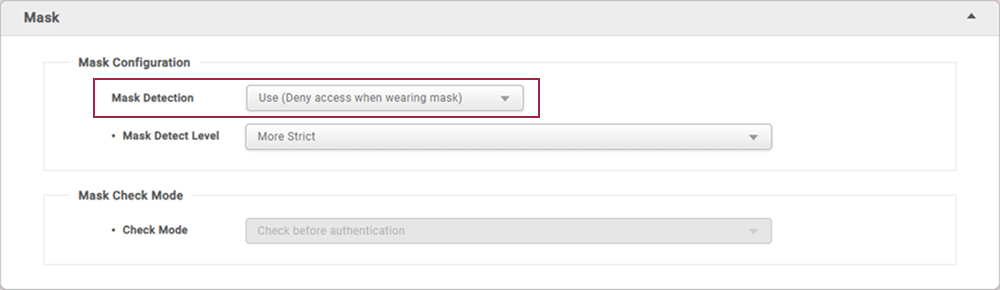 Mask
Mask Configuration
Mask Detection Use (Deny access when wearing mask)
• Mask Detect Level More Strict
Mask Check Mode
• Check Mode Check before authentication